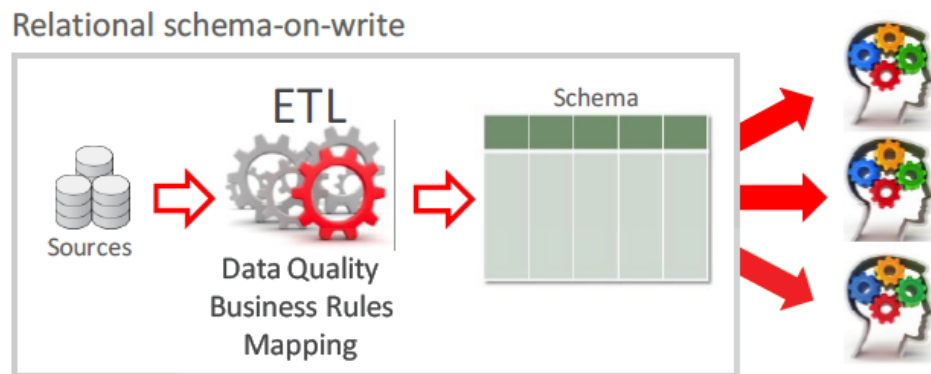 Relational schema-on-write
ETL
Schema
Sources
Data Quality
Business Rules
Mapping